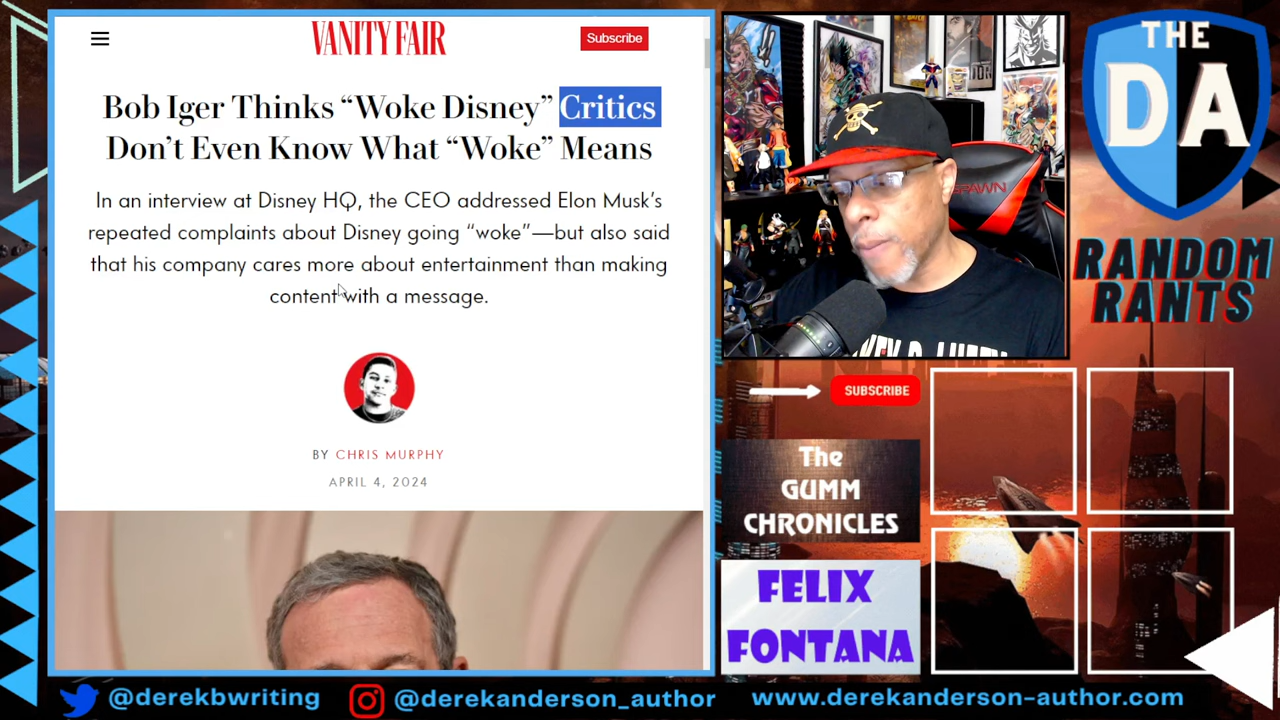 VANITY FAIR
Subscribe
Bob Iger Thinks “Woke Disney” Critics
Don’t Even Know What “Woke” Means
In an interview at Disney HQ, the CEO addressed Elon Musk’s
repeated complaints about Disney going “woke”—but also said
that his company cares more about entertainment than making
content with a message.
BY CHRIS MURPHY
APRIL 4, 2024
SPAWN
THE
DA
RANDOM
RANTS
SUBSCRIBE
The
GUMM
CHRONICLES
FELIX
FONTANA
@derekbwriting
@derekanderson_author
www.derekanderson-author.com